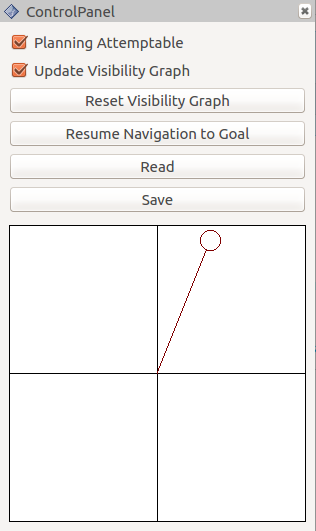 ControlPanel
Planning Attemptable
Update Visibility Graph
Reset Visibility Graph
Resume Navigation to Goal
Read
Save